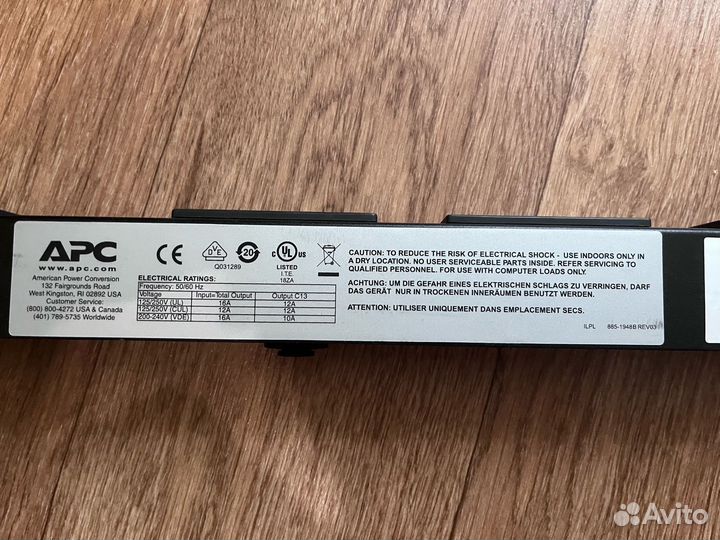 APC
www.apc.com
American Power Conversion
132 Fairgrounds Road
West Kingston, RI 02892 USA
Customer Service:
(800) 800-4272 USA & Canada
(401) 789-5735 Worldwide
CE
DVE
Q031289
20
C UL US
LISTED
I.T.E.
18ZA
ELECTRICAL RATINGS:
Frequency: 50/60 Hz
Voltage Input=Total Output Output C13
125/250V (UL) 16A 12A
125/250V (CUL) 12A 12A
200-240V (VDE) 16A 10A
CAUTION: TO REDUCE THE RISK OF ELECTRICAL SHOCK - USE INDOORS ONLY IN
A DRY LOCATION. NO USER SERVICEABLE PARTS INSIDE. REFER SERVICING TO
QUALIFIED PERSONNEL. FOR USE WITH COMPUTER LOADS ONLY.
ACHTUNG: UM DIE GEFAHR EINES ELEKTRISCHEN SCHLAGS ZU VERRINGEN, DARF
DAS GERÄT NUR IN TROCKENEN INNERÄUMEN BENUTZT WERDEN.
ATTENTION: UTILISER UNIQUEMENT DANS EMPLACEMENT SECS.
ILPL 885-1948B REV03
Avito